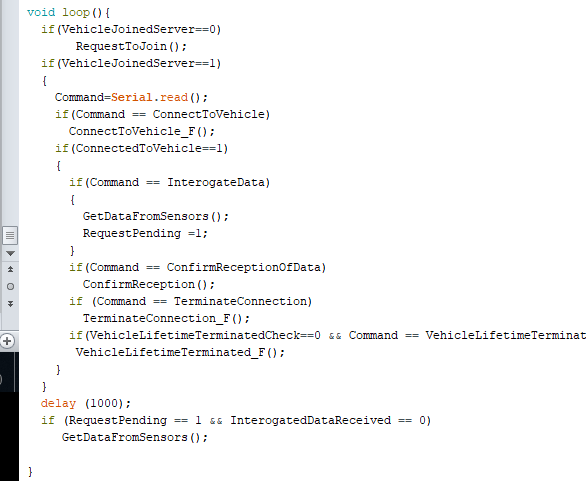 void loop(){
if(VehicleJoinedServer==0)
RequestToJoin();
if(VehicleJoinedServer==1)
{
Command=Serial.read();
if(Command == ConnectToVehicle)
ConnectToVehicle_F();
if(ConnectedToVehicle==1)
{
if(Command == InterogateData)
{
GetDataFromSensors();
RequestPending =1;
}
if(Command == ConfirmReceptionOfData)
ConfirmReception();
if (Command == TerminateConnection)
TerminateConnection_F();
if(VehicleLifetimeTerminatedCheck==0 && Command == VehicleLifetimeTerminat
VehicleLifetimeTerminated_F();
}
}
delay (1000);
if (RequestPending == 1 && InterogatedDataReceived == 0)
GetDataFromSensors();
}